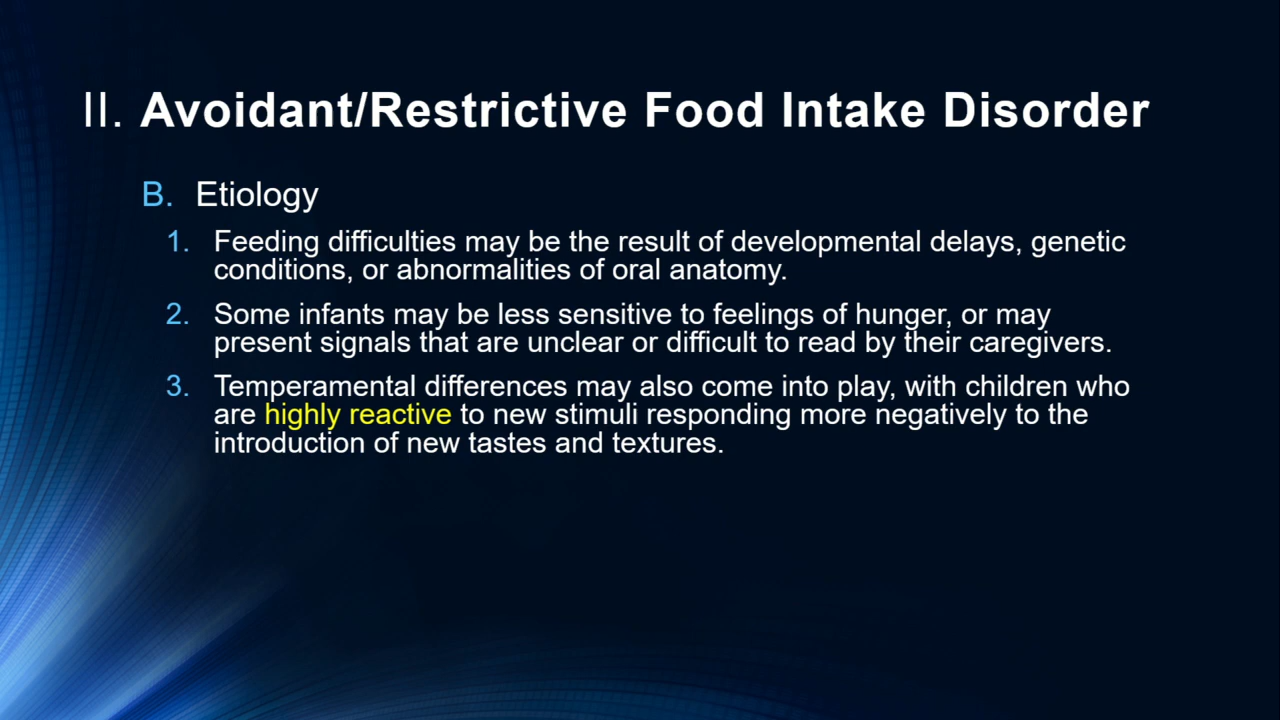 II. Avoidant/Restrictive Food Intake Disorder
B. Etiology
1. Feeding difficulties may be the result of developmental delays, genetic
conditions, or abnormalities of oral anatomy.
2. Some infants may be less sensitive to feelings of hunger, or may
present signals that are unclear or difficult to read by their caregivers.
3. Temperamental differences may also come into play, with children who
are highly reactive to new stimuli responding more negatively to the
introduction of new tastes and textures.